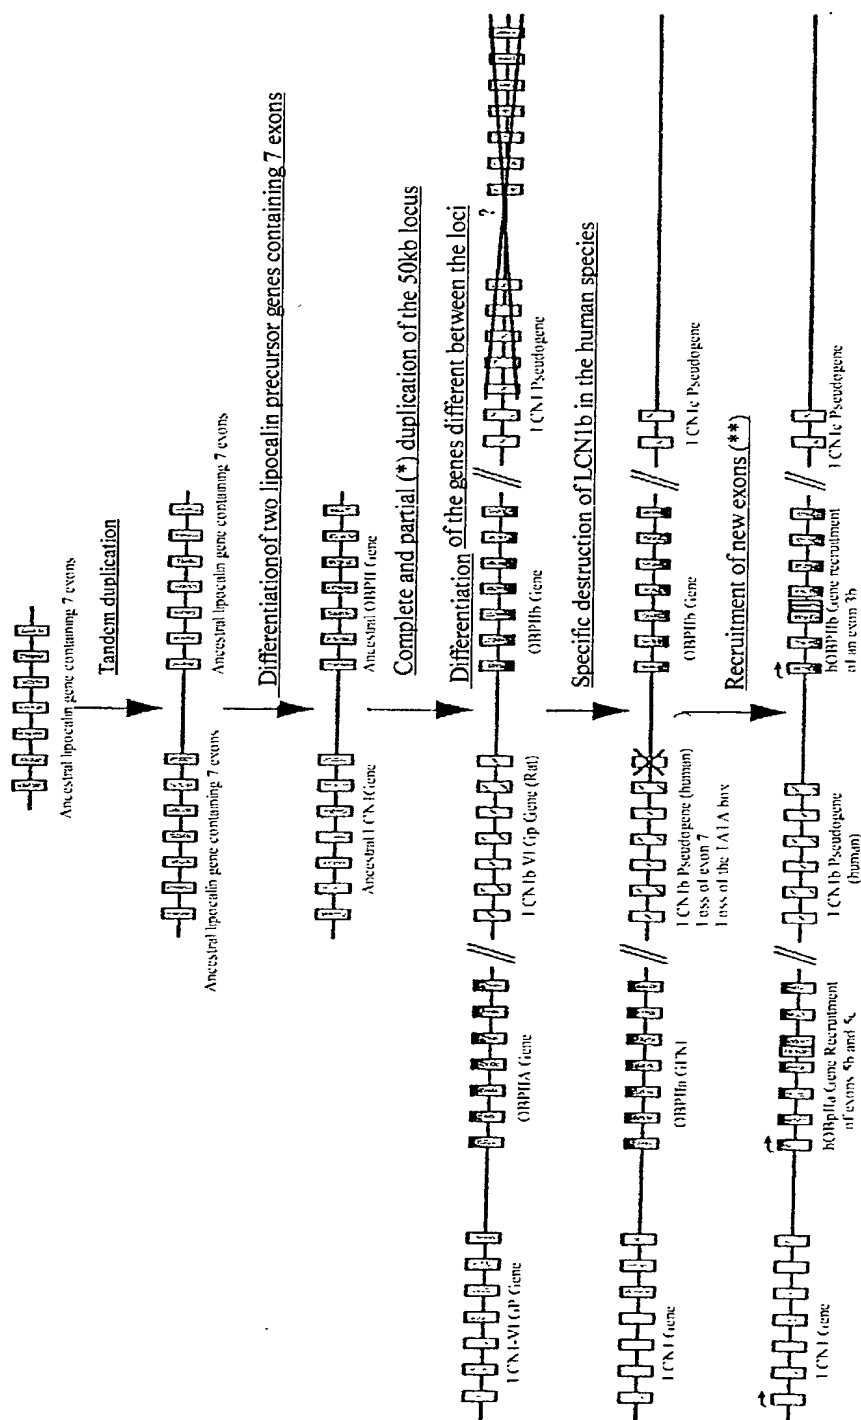 Ancestral lipocalin gene containing 7 exons
Tandem duplication
Ancestral lipocalin gene containing 7 exons
Ancestral lipocalin gene containing 7 exons
Differentiation of two lipocalin precursor genes containing 7 exons
Ancestral LCN1Gene
Ancestral OBPII Gene
Complete and partial (*) duplication of the 50kb locus
Differentiation of the genes different between the loci
LCN1-VEGP Gene
OBPIIA Gene
LCN1b VEGp Gene (Rat)
OBPIIb Gene
LCN1 Pseudogene
?
Specific destruction of LCN1b in the human species
LCN1 Gene
OBPIIa GENE
LCN1b Pseudogene (human)
Loss of exon 7
Loss of the TATA box
OBPIIb Gene
LCN1c Pseudogene
Recruitment of new exons (**)
LCN1 Gene
hOBpIIa Gene Recruitment
of exons 5b and 5c
LCN1b Pseudogene
(human)
hOBPIIb Gene recruitment
of an exon 3b
LCN1c Pseudogene